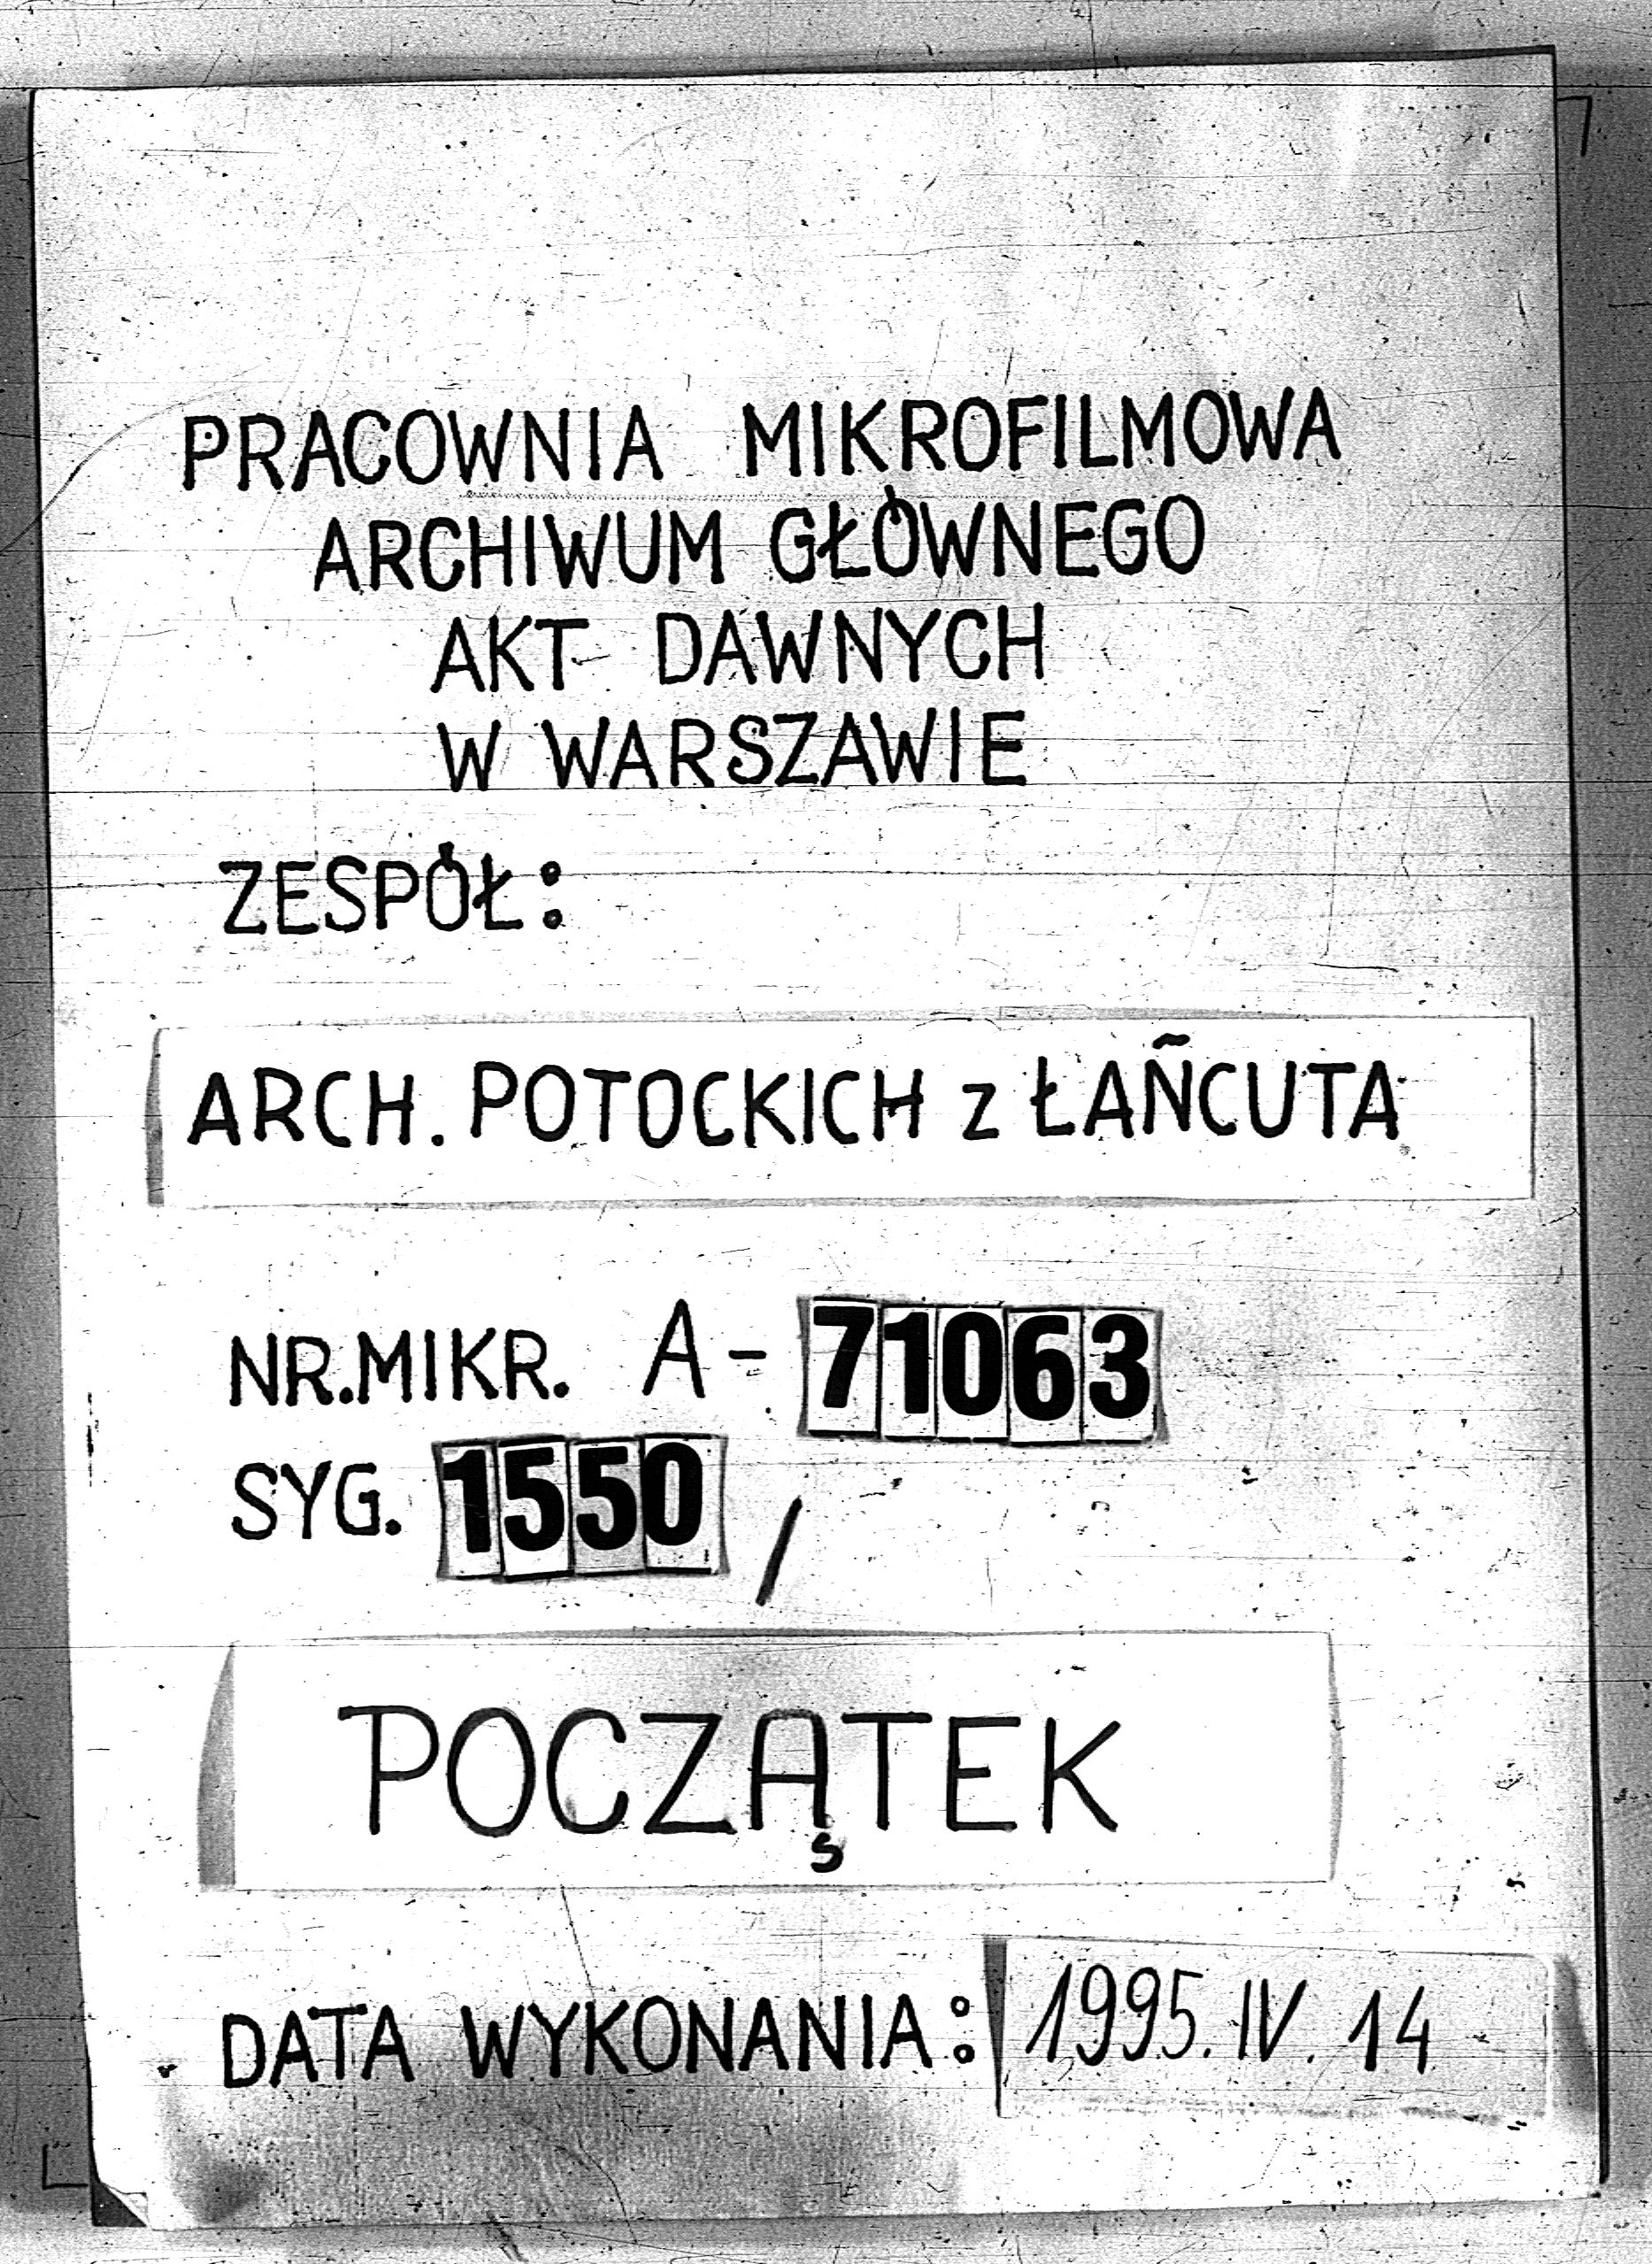 PRACOWNIA MIKROFILMOWA
ARCHIWUM GŁÓWNEGO
AKT DAWNYCH
W WARSZAWIE
ZESPÓŁ:
ARCH. POTOCKICH z ŁAŃCUTA
NR.MIKR. A-71063
SYG. 1550 /
POCZĄTEK
DATA WYKONANIA: 1995.IV.14